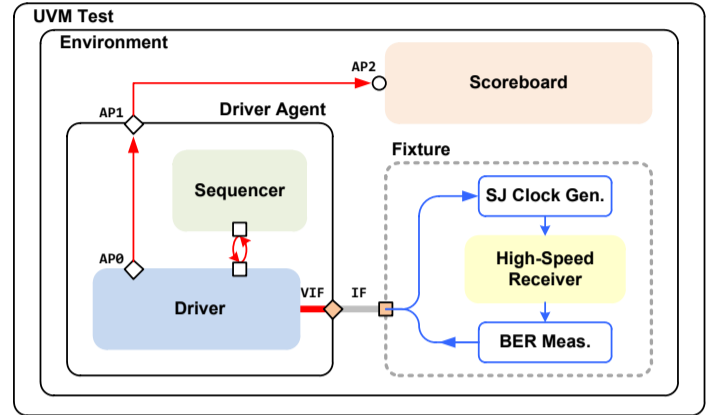 UVM Test
Environment
AP2
Scoreboard
AP1
Driver Agent
Fixture
Sequencer
SJ Clock Gen.
AP0
High-Speed
Receiver
Driver
VIF
IF
BER Meas.